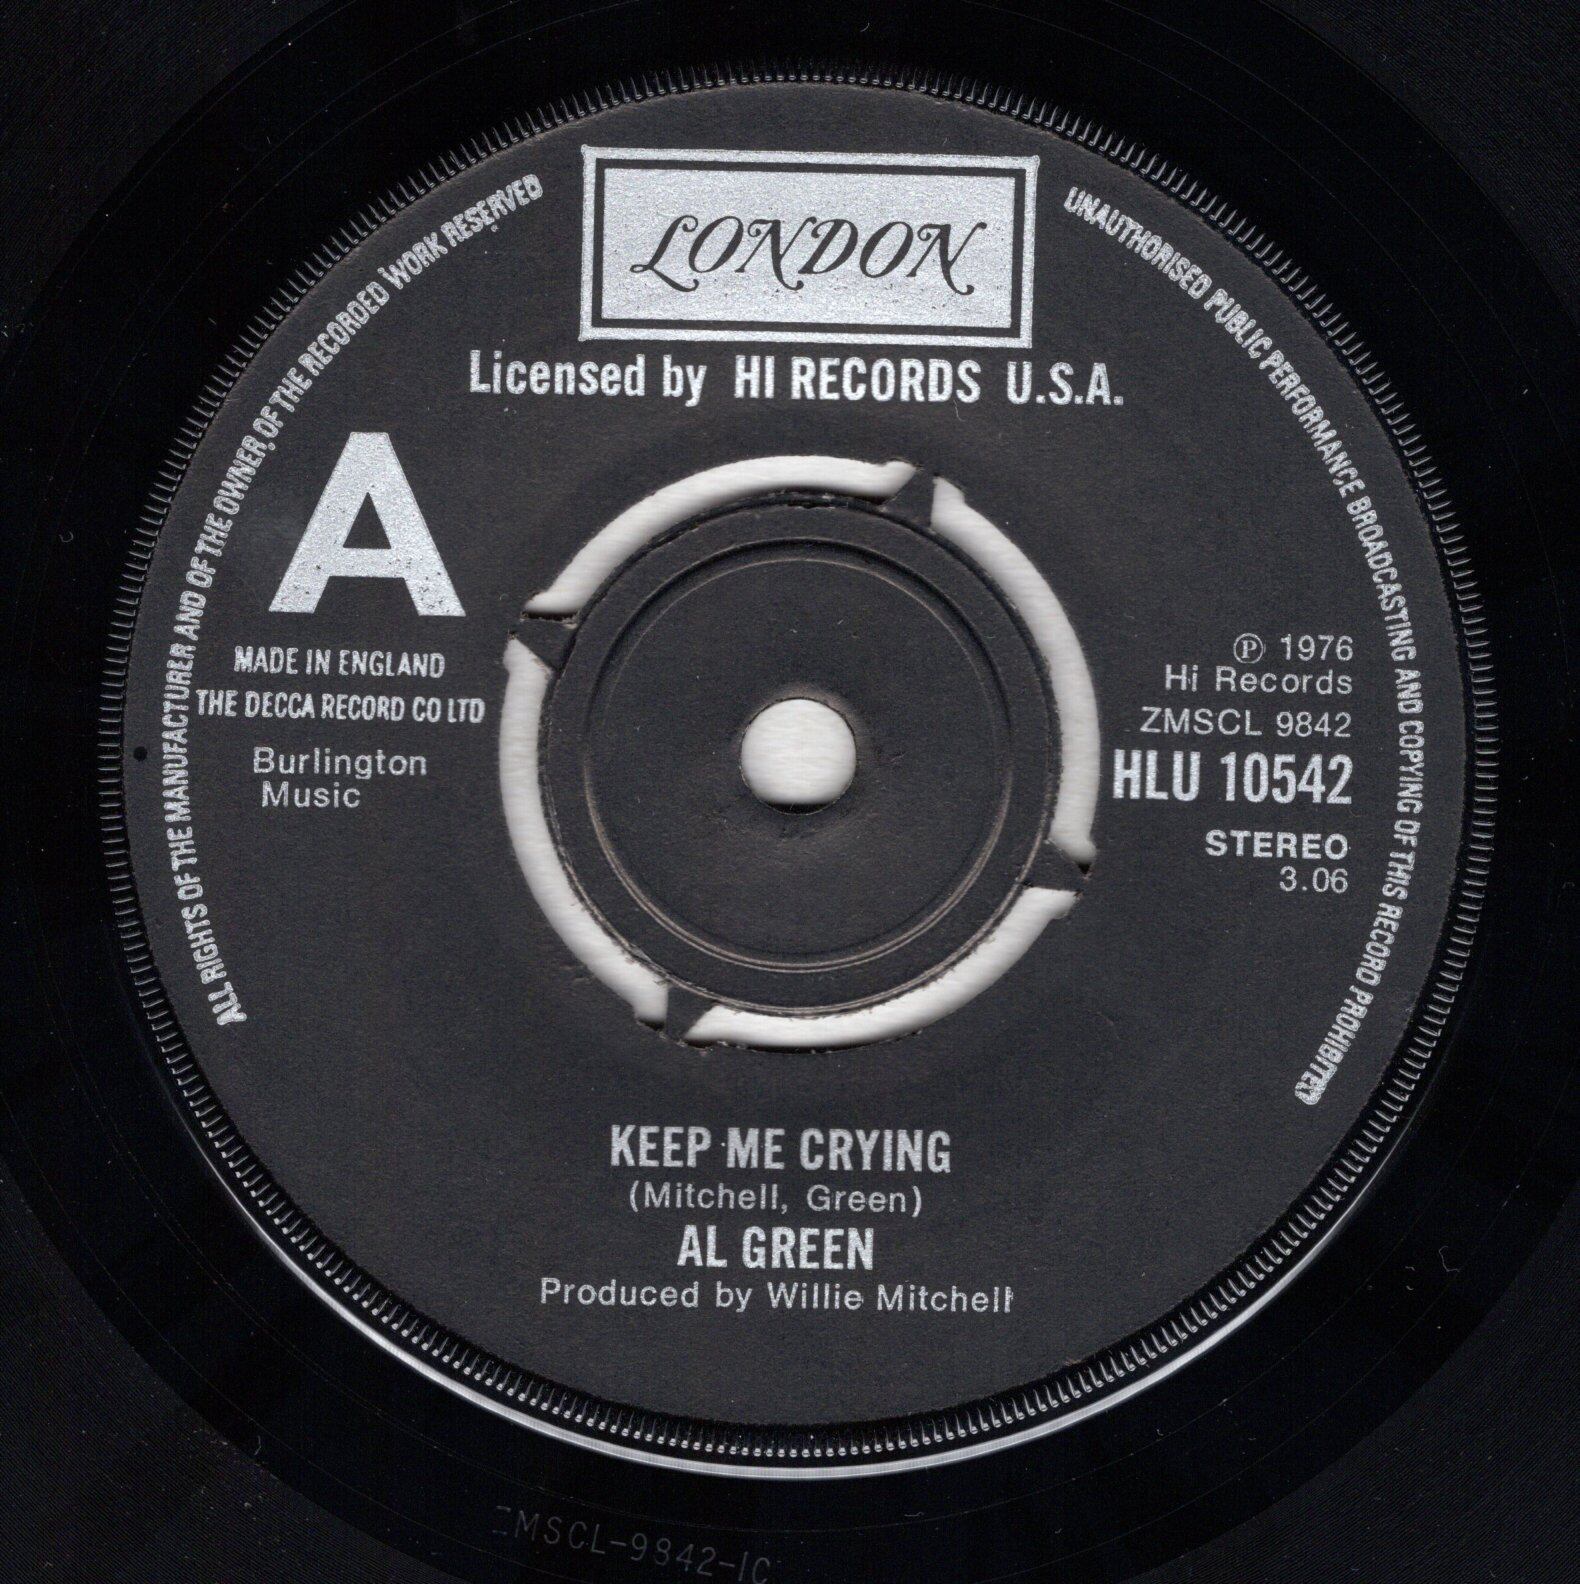 LONDON
Licensed by HI RECORDS U.S.A.
ALL RIGHTS OF THE MANUFACTURER AND OF THE OWNER OF THE RECORDED WORK RESERVED
UNAUTHORISED PUBLIC PERFORMANCE BROADCASTING AND COPYING OF THIS RECORD PROHIBITED
A
MADE IN ENGLAND
THE DECCA RECORD CO LTD
Burlington
Music
℗ 1976
Hi Records
ZMSCL 9842
HLU 10542
STEREO
3.06
KEEP ME CRYING
(Mitchell, Green)
AL GREEN
Produced by Willie Mitchell
ZMSCL-9842-1C